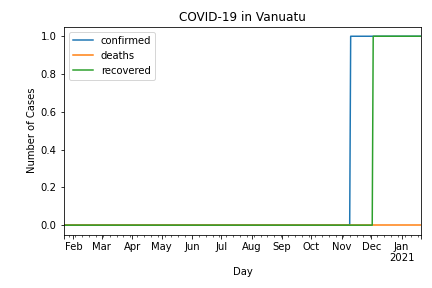 COVID-19 in Vanuatu
confirmed
deaths
recovered
Number of Cases
1.0
0.8
0.6
0.4
0.2
0.0
Feb Mar Apr May Jun Jul Aug Sep Oct Nov Dec Jan
2021
Day